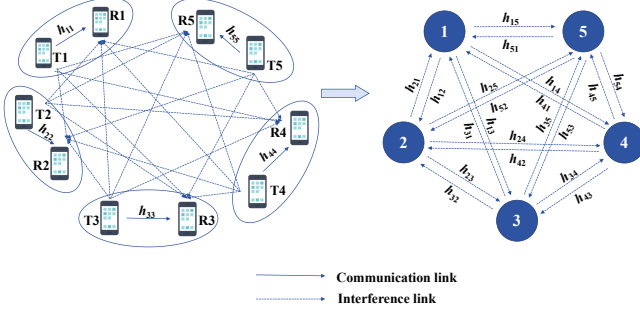 R1
h11
T1
R5
h55
T5
T2
h22
R2
R4
h44
T4
T3
h33
R3
1
h15
h51
5
h21
h12
h25
h52
h14
h41
h45
h54
h31
h13
h35
h53
2
h24
h42
4
h23
h32
h34
h43
3
Communication link
Interference link